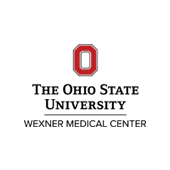 O
THE OHIO STATE
UNIVERSITY
WEXNER MEDICAL CENTER